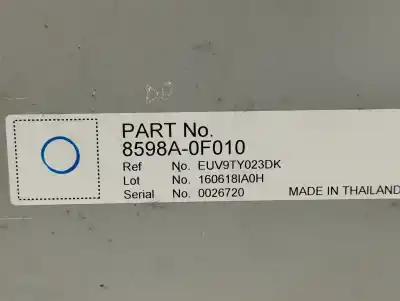 PART No.
8598A-0F010
Ref No. EUV9TY023DK
Lot No. 160618IA0H
Serial No. 0026720 MADE IN THAILAND